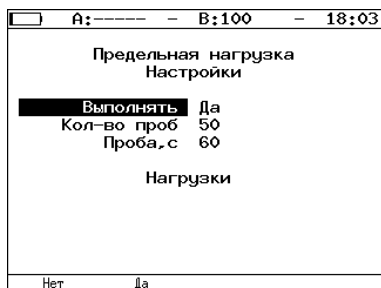 A:----- – B:100 – 18:03
Предельная нагрузка
Настройки
Выполнять Да
Кол-во проб 50
Проба,с 60
Нагрузки
Нет Да